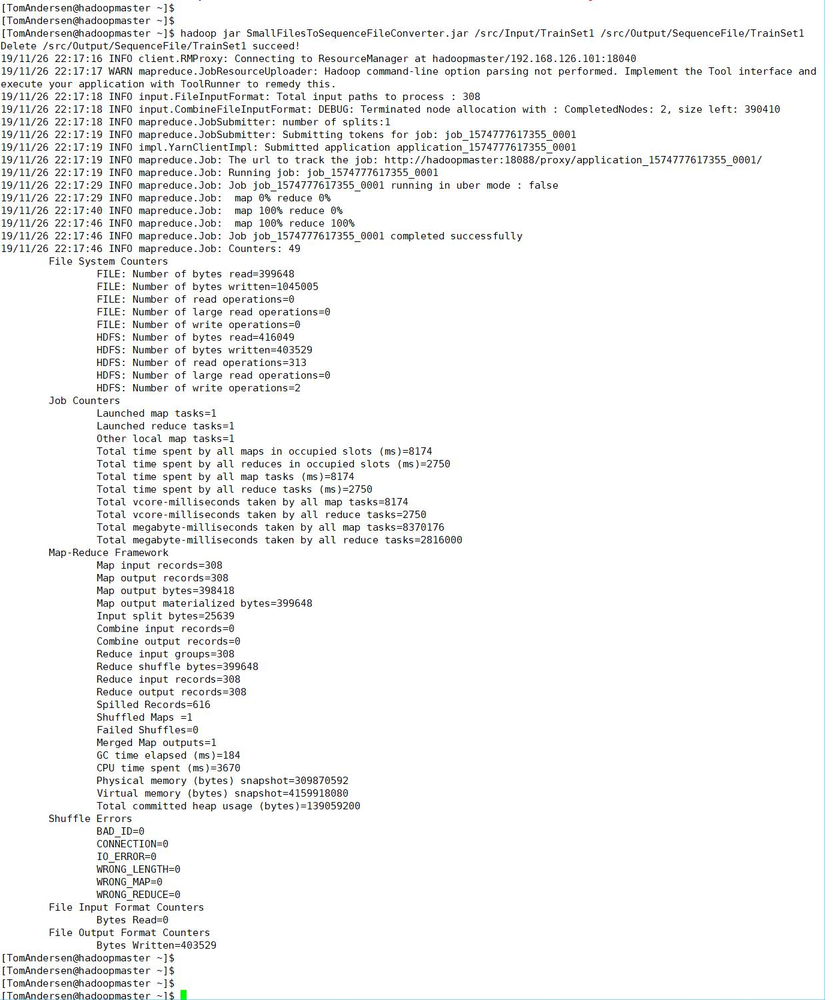 [TomAndersen@hadoopmaster ~]$
[TomAndersen@hadoopmaster ~]$
[TomAndersen@hadoopmaster ~]$ hadoop jar SmallFilesToSequenceFileConverter.jar /src/Input/TrainSet1 /src/Output/SequenceFile/TrainSet1
Delete /src/Output/SequenceFile/TrainSet1 succeed!
19/11/26 22:17:16 INFO client.RMProxy: Connecting to ResourceManager at hadoopmaster/192.168.126.101:18040
19/11/26 22:17:17 WARN mapreduce.JobResourceUploader: Hadoop command-line option parsing not performed. Implement the Tool interface and
execute your application with ToolRunner to remedy this.
19/11/26 22:17:18 INFO input.FileInputFormat: Total input paths to process : 308
19/11/26 22:17:18 INFO input.CombineFileInputFormat: DEBUG: Terminated node allocation with : CompletedNodes: 2, size left: 390410
19/11/26 22:17:18 INFO mapreduce.JobSubmitter: number of splits:1
19/11/26 22:17:19 INFO mapreduce.JobSubmitter: Submitting tokens for job: job_1574777617355_0001
19/11/26 22:17:19 INFO impl.YarnClientImpl: Submitted application application_1574777617355_0001
19/11/26 22:17:19 INFO mapreduce.Job: The url to track the job: http://hadoopmaster:18088/proxy/application_1574777617355_0001/
19/11/26 22:17:19 INFO mapreduce.Job: Running job: job_1574777617355_0001
19/11/26 22:17:29 INFO mapreduce.Job: Job job_1574777617355_0001 running in uber mode : false
19/11/26 22:17:29 INFO mapreduce.Job:  map 0% reduce 0%
19/11/26 22:17:40 INFO mapreduce.Job:  map 100% reduce 0%
19/11/26 22:17:46 INFO mapreduce.Job:  map 100% reduce 100%
19/11/26 22:17:46 INFO mapreduce.Job: Job job_1574777617355_0001 completed successfully
19/11/26 22:17:46 INFO mapreduce.Job: Counters: 49
File System Counters
FILE: Number of bytes read=399648
FILE: Number of bytes written=1045005
FILE: Number of read operations=0
FILE: Number of large read operations=0
FILE: Number of write operations=0
HDFS: Number of bytes read=416049
HDFS: Number of bytes written=403529
HDFS: Number of read operations=313
HDFS: Number of large read operations=0
HDFS: Number of write operations=2
Job Counters
Launched map tasks=1
Launched reduce tasks=1
Other local map tasks=1
Total time spent by all maps in occupied slots (ms)=8174
Total time spent by all reduces in occupied slots (ms)=2750
Total time spent by all map tasks (ms)=8174
Total time spent by all reduce tasks (ms)=2750
Total vcore-milliseconds taken by all map tasks=8174
Total vcore-milliseconds taken by all reduce tasks=2750
Total megabyte-milliseconds taken by all map tasks=8370176
Total megabyte-milliseconds taken by all reduce tasks=2816000
Map-Reduce Framework
Map input records=308
Map output records=308
Map output bytes=398418
Map output materialized bytes=399648
Input split bytes=25639
Combine input records=0
Combine output records=0
Reduce input groups=308
Reduce shuffle bytes=399648
Reduce input records=308
Reduce output records=308
Spilled Records=616
Shuffled Maps =1
Failed Shuffles=0
Merged Map outputs=1
GC time elapsed (ms)=184
CPU time spent (ms)=3670
Physical memory (bytes) snapshot=309870592
Virtual memory (bytes) snapshot=4159918080
Total committed heap usage (bytes)=139059200
Shuffle Errors
BAD_ID=0
CONNECTION=0
IO_ERROR=0
WRONG_LENGTH=0
WRONG_MAP=0
WRONG_REDUCE=0
File Input Format Counters
Bytes Read=0
File Output Format Counters
Bytes Written=403529
[TomAndersen@hadoopmaster ~]$
[TomAndersen@hadoopmaster ~]$
[TomAndersen@hadoopmaster ~]$
[TomAndersen@hadoopmaster ~]$